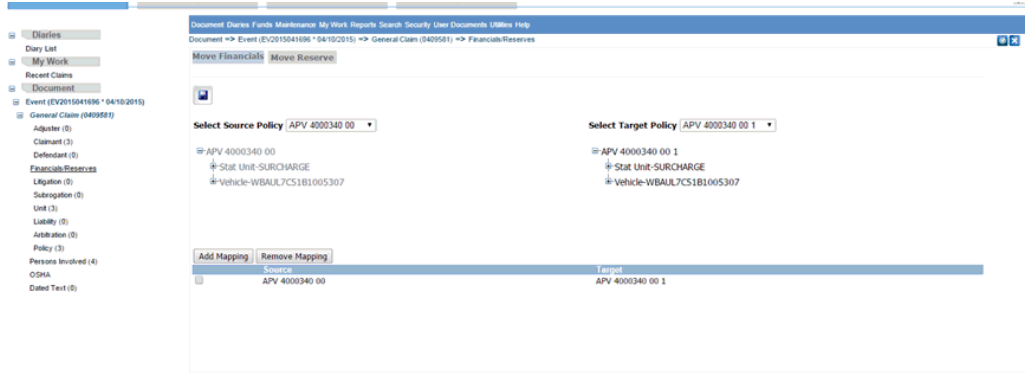 Document Diaries Funds Maintenance My Work Reports Search Security User Documents Utilities Help
Document => Event (EV2015041696 * 04/10/2015) => General Claim (0409581) => Financials/Reserves
Diaries
Diary List
My Work
Recent Claims
Document
Event (EV2015041696 * 04/10/2015)
General Claim (0409581)
Adjuster (0)
Claimant (3)
Defendant (0)
Financials/Reserves
Litigation (0)
Subrogation (0)
Unit (3)
Liability (0)
Arbitration (0)
Policy (3)
Persons Involved (4)
OSHA
Dated Text (0)
Move Financials Move Reserve
Select Source Policy APV 4000340 00
APV 4000340 00
Stat Unit-SURCHARGE
Vehicle-WBAUL7C51B1005307
Select Target Policy APV 4000340 00 1
APV 4000340 00 1
Stat Unit-SURCHARGE
Vehicle-WBAUL7C51B1005307
Add Mapping Remove Mapping
Source Target
APV 4000340 00 APV 4000340 00 1